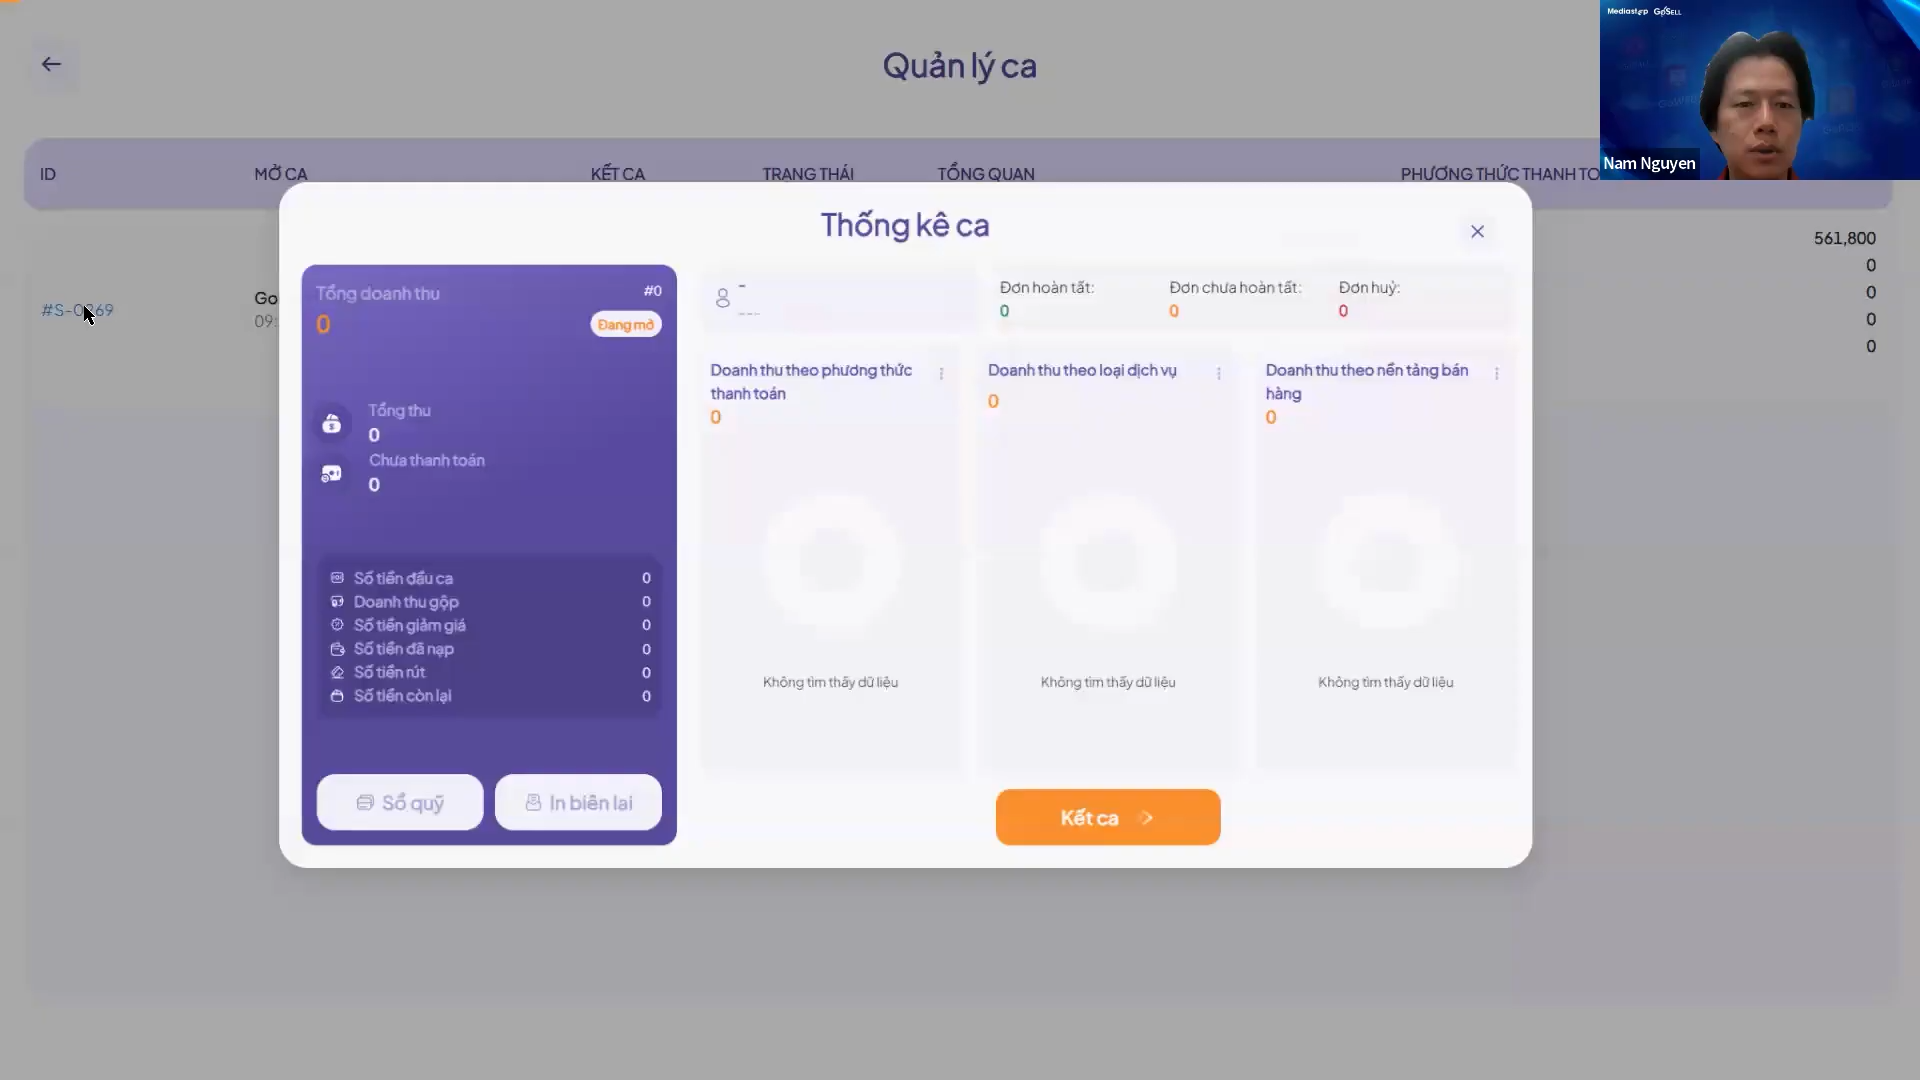 Quản lý ca
Mediastep GoSELL
Nam Nguyen
ID
MỞ CA
KẾT CA
TRẠNG THÁI
TỔNG QUAN
PHƯƠNG THỨC THANH TO
561,800
0
0
0
0
#S-0369
Go
09:
Thống kê ca
Tổng doanh thu
#0
0
Đang mở
Tổng thu
0
Chưa thanh toán
0
Số tiền đầu ca 0
Doanh thu gộp 0
Số tiền giảm giá 0
Số tiền đã nạp 0
Số tiền rút 0
Số tiền còn lại 0
Sổ quỹ
In biên lai
-
---
Đơn hoàn tất:
0
Đơn chưa hoàn tất:
0
Đơn huỷ:
0
Doanh thu theo phương thức
thanh toán
0
Không tìm thấy dữ liệu
Doanh thu theo loại dịch vụ
0
Không tìm thấy dữ liệu
Doanh thu theo nền tảng bán
hàng
0
Không tìm thấy dữ liệu
Kết ca